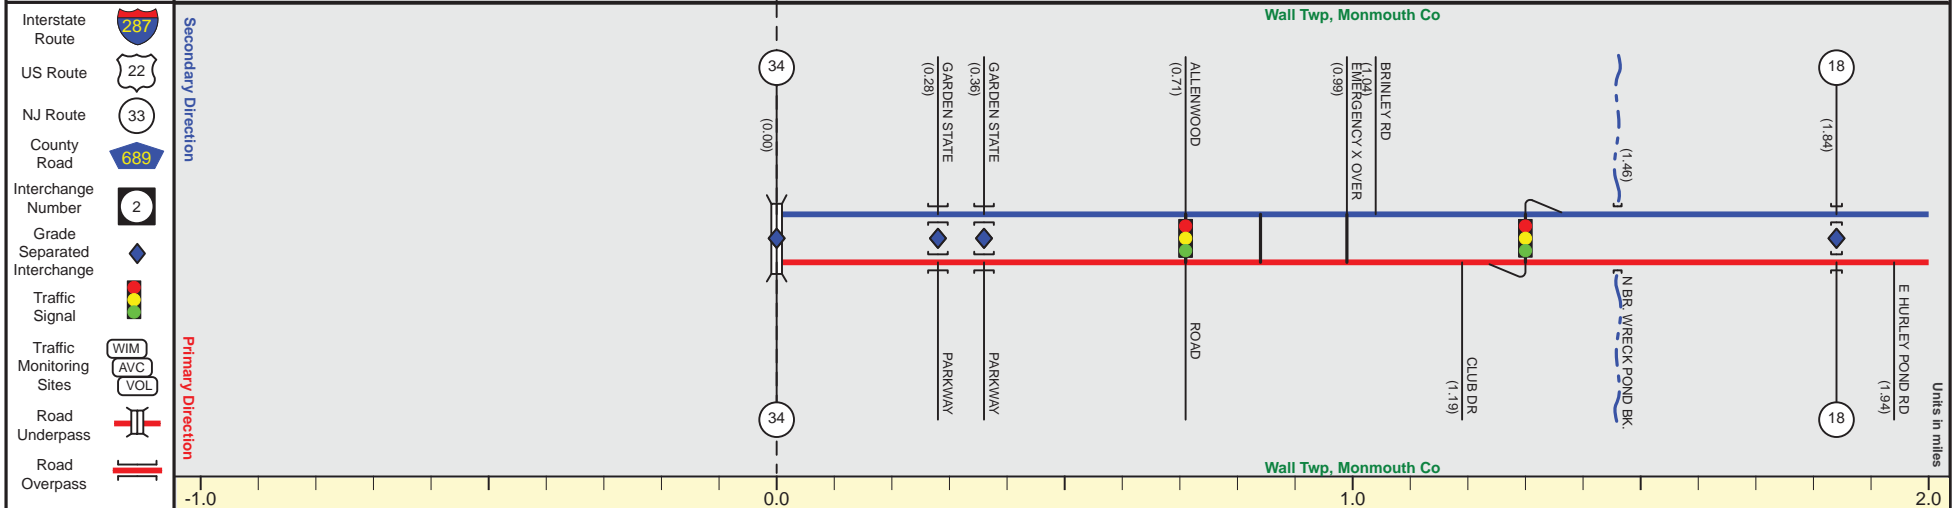 Interstate
Route
287
US Route
22
NJ Route
33
County
Road
689
Interchange
Number
2
Grade
Separated
Interchange
Traffic
Signal
Traffic
Monitoring
Sites
WIM
AVC
VOL
Road
Underpass
Road
Overpass
Secondary Direction
Primary Direction
Wall Twp, Monmouth Co
34
(0.00)
GARDEN STATE
(0.28)
GARDEN STATE
(0.36)
ALLENWOOD
(0.71)
EMERGENCY X OVER
(0.99)
BRINLEY RD
(1.04)
(1.46)
18
(1.84)
34
PARKWAY
PARKWAY
ROAD
CLUB DR
(1.19)
N BR. WRECK POND BK.
18
E HURLEY POND RD
(1.94)
Units in miles
Wall Twp, Monmouth Co
-1.0
0.0
1.0
2.0